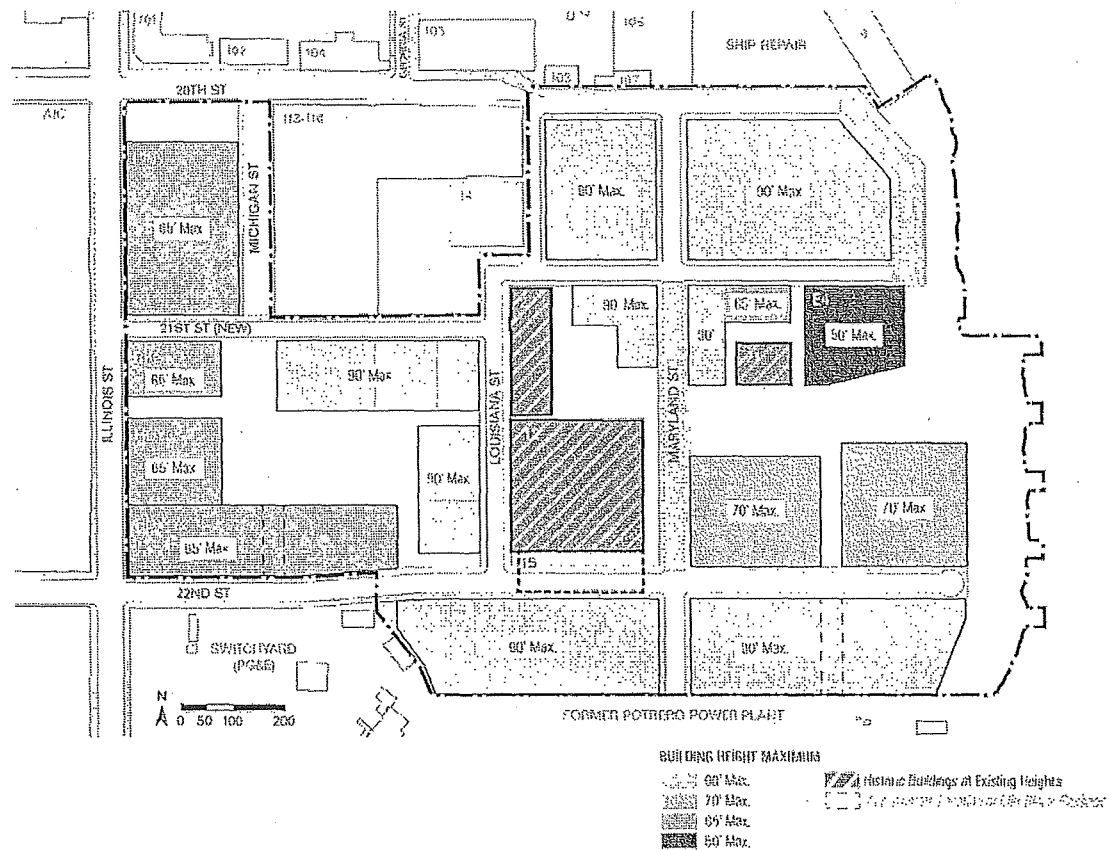 101
102
104
103
105
SHIP REPAIR
108
107
20TH ST
AIC
MICHIGAN ST
113-116
14
65' Max
90' Max.
90' Max
21ST ST (NEW)
90' Max.
65' Max.
90'
50' Max.
ILLINOIS ST
LOUISIANA ST
MARYLAND ST
65' Max
90' Max
65' Max
90' Max
70' Max.
70' Max
65' Max
15
22ND ST
SWITCHYARD
(PG&E)
90' Max.
90' Max.
N
0 50 100 200
FORMER POTRERO POWER PLANT
BUILDING HEIGHT MAXIMUM
90' Max.
70' Max.
65' Max.
50' Max.
Historic Buildings at Existing Heights